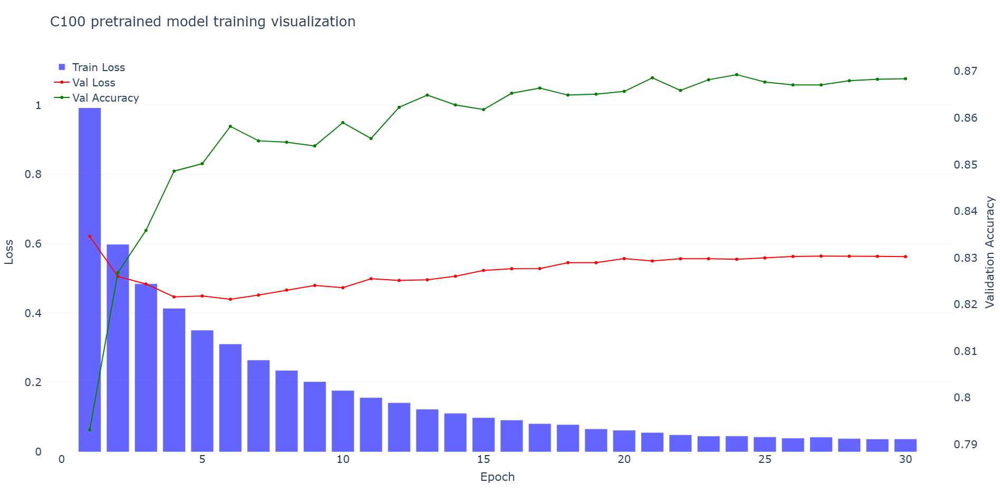 C100 pretrained model training visualization
Train Loss
Val Loss
Val Accuracy
1
0.8
0.6
0.4
0.2
0
Loss
0.87
0.86
0.85
0.84
0.83
0.82
0.81
0.8
0.79
Validation Accuracy
0 5 10 15 20 25 30
Epoch